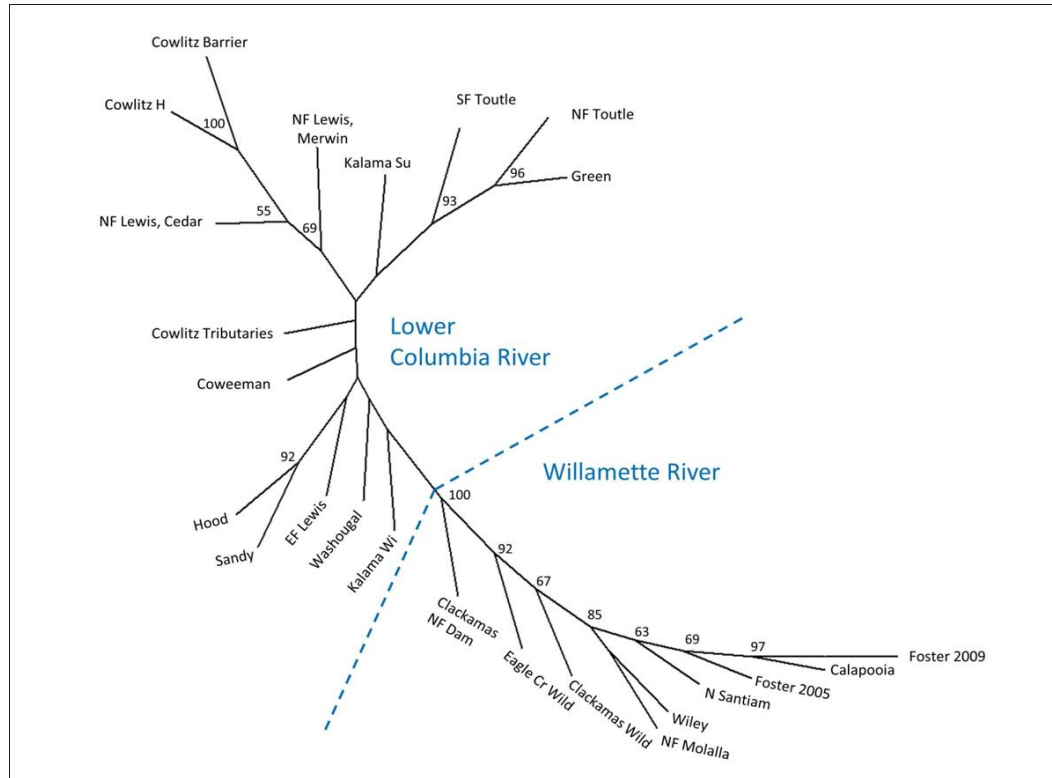 Cowlitz Barrier
Cowlitz H
100
NF Lewis,
Merwin
Kalama Su
SF Toutle
NF Toutle
96
Green
93
55
69
NF Lewis, Cedar
Cowlitz Tributaries
Lower
Columbia River
Coweeman
92
Hood
Sandy
EF Lewis
Washougal
Kalama Wi
Willamette River
100
92
67
85
63
69
97
Clackamas
NF Dam
Eagle Cr Wild
Clackamas Wild
NF Molalla
Wiley
N Santiam
Foster 2005
Calapooia
Foster 2009